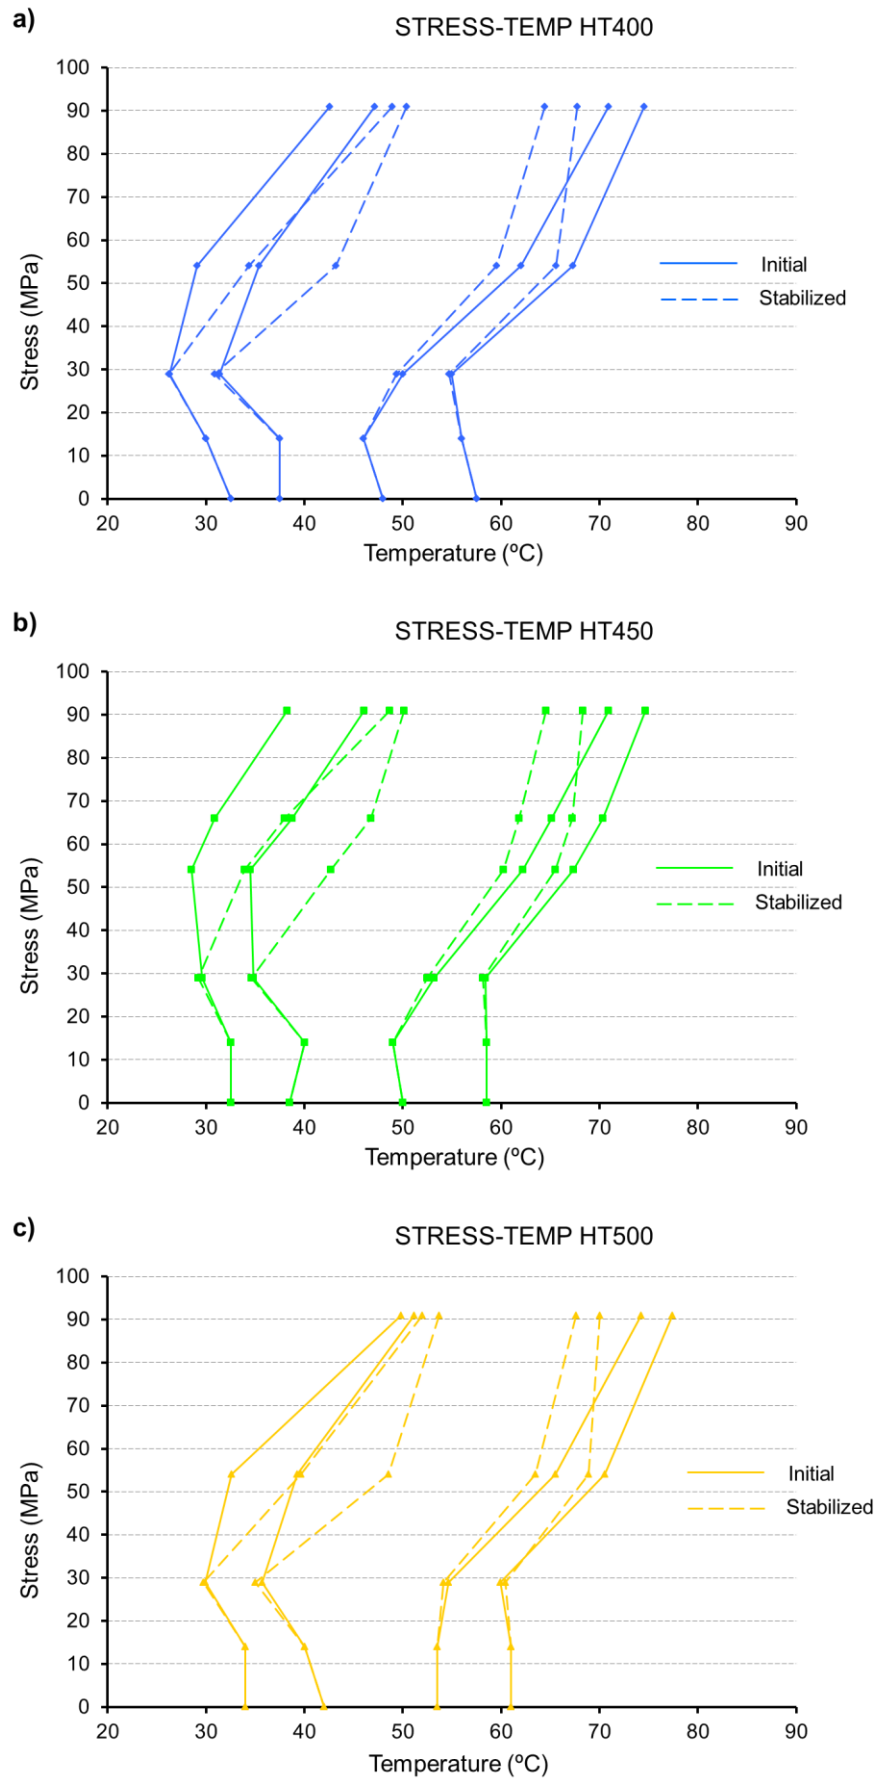 a)
STRESS-TEMP HT400
100
90
80
70
60
50
40
30
20
10
0
Stress (MPa)
Initial
Stabilized
20 30 40 50 60 70 80 90
Temperature (ºC)
b)
STRESS-TEMP HT450
100
90
80
70
60
50
40
30
20
10
0
Stress (MPa)
Initial
Stabilized
20 30 40 50 60 70 80 90
Temperature (ºC)
c)
STRESS-TEMP HT500
100
90
80
70
60
50
40
30
20
10
0
Stress (MPa)
Initial
Stabilized
20 30 40 50 60 70 80 90
Temperature (ºC)